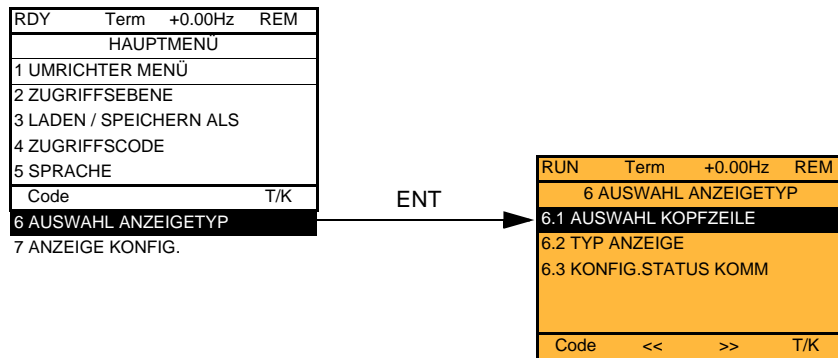 RDY Term +0.00Hz REM
HAUPTMENÜ
1 UMRICHTER MENÜ
2 ZUGRIFFSEBENE
3 LADEN / SPEICHERN ALS
4 ZUGRIFFSCODE
5 SPRACHE
Code T/K
6 AUSWAHL ANZEIGETYP
7 ANZEIGE KONFIG.
ENT
RUN Term +0.00Hz REM
6 AUSWAHL ANZEIGETYP
6.1 AUSWAHL KOPFZEILE
6.2 TYP ANZEIGE
6.3 KONFIG.STATUS KOMM
Code << >> T/K